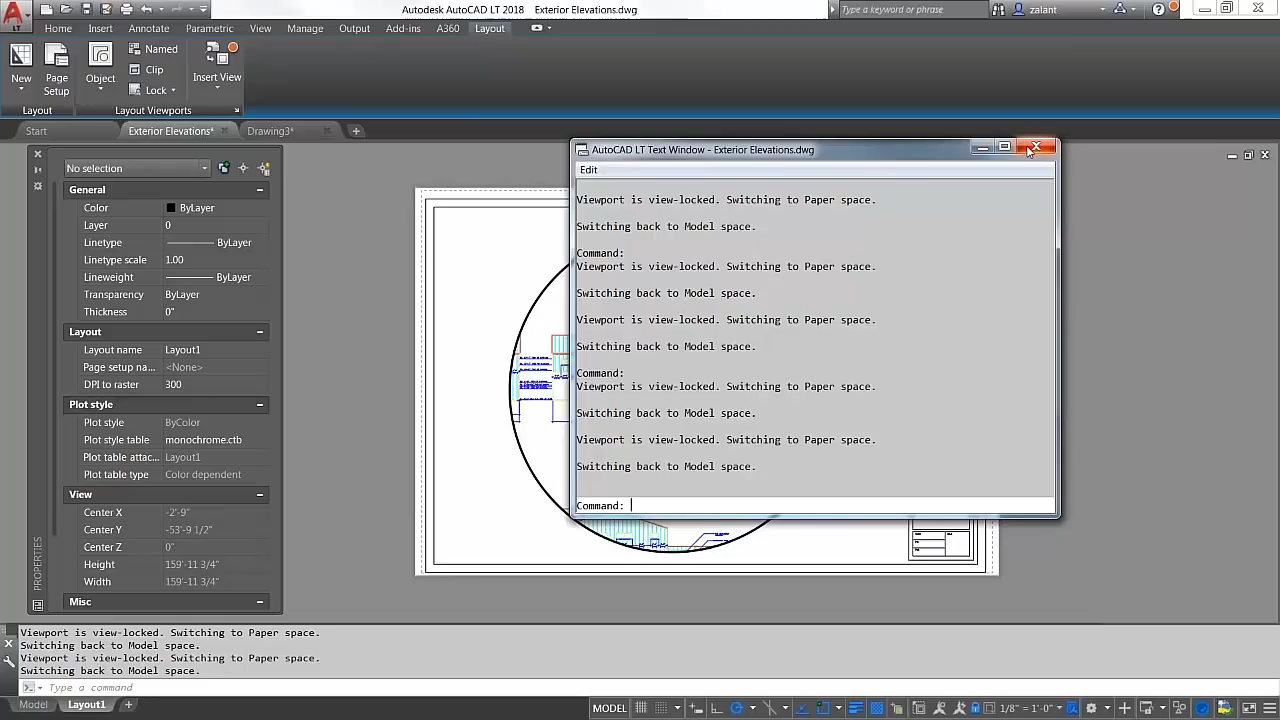 Autodesk AutoCAD LT 2018 Exterior Elevations.dwg
Type a keyword or phrase
zalant
LT
Home Insert Annotate Parametric View Manage Output Add-ins A360 Layout
New
Page Setup
Object
Named
Clip
Lock
Insert View
Layout
Layout Viewports
Start
Exterior Elevations*
Drawing3*
No selection
General
Color ByLayer
Layer 0
Linetype ByLayer
Linetype scale 1.00
Lineweight ByLayer
Transparency ByLayer
Thickness 0"
Layout
Layout name Layout1
Page setup na... <None>
DPI to raster 300
Plot style
Plot style ByColor
Plot style table monochrome.ctb
Plot table attac... Layout1
Plot table type Color dependent
View
Center X -2'-9"
Center Y -53'-9 1/2"
Center Z 0"
Height 159'-11 3/4"
Width 159'-11 3/4"
Misc
PROPERTIES
AutoCAD LT Text Window - Exterior Elevations.dwg
Edit
Viewport is view-locked. Switching to Paper space.
Switching back to Model space.
Command:
Viewport is view-locked. Switching to Paper space.
Switching back to Model space.
Viewport is view-locked. Switching to Paper space.
Switching back to Model space.
Command:
Viewport is view-locked. Switching to Paper space.
Switching back to Model space.
Viewport is view-locked. Switching to Paper space.
Switching back to Model space.
Command:
Viewport is view-locked. Switching to Paper space.
Switching back to Model space.
Viewport is view-locked. Switching to Paper space.
Switching back to Model space.
Type a command
Model Layout1
MODEL
1/8" = 1'-0"